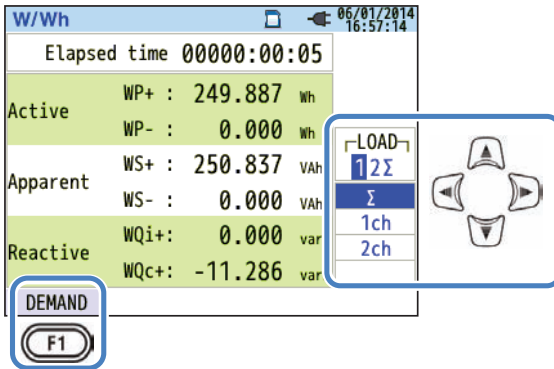 W/Wh 06/01/2014
16:57:14
Elapsed time 00000:00:05
Active
WP+ : 249.887 Wh
WP- : 0.000 Wh
Apparent
WS+ : 250.837 VAh
WS- : 0.000 VAh
Reactive
WQi+: 0.000 var
WQc+: -11.286 var
LOAD
12Σ
Σ
1ch
2ch
DEMAND
F1